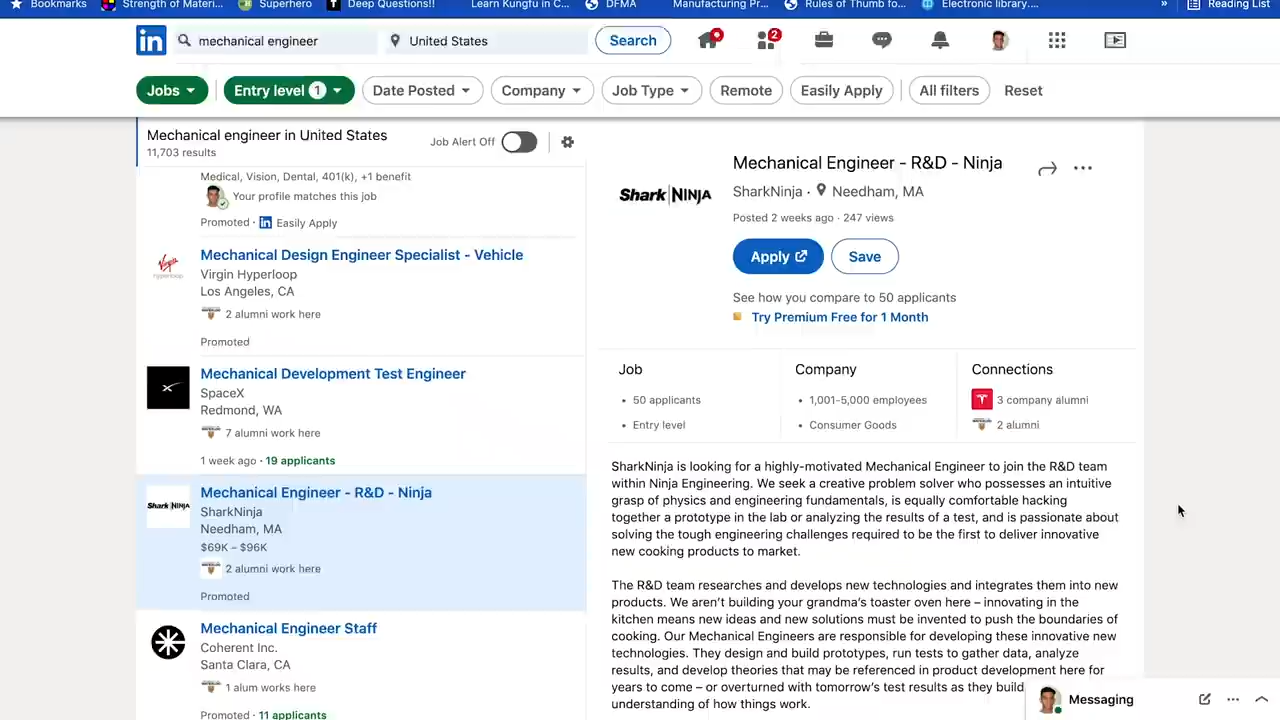 Bookmarks
Strength of Materi...
Superhero
Deep Questions!!
Learn Kungfu in C...
DFMA
Manufacturing Pr...
Rules of Thumb fo...
Electronic library....
»
Reading List
in
mechanical engineer
United States
Search
2
Jobs
Entry level 1
Date Posted
Company
Job Type
Remote
Easily Apply
All filters
Reset
Mechanical engineer in United States
11,703 results
Job Alert Off
Medical, Vision, Dental, 401(k), +1 benefit
Your profile matches this job
Promoted · in Easily Apply
Virgin
hyperloop
Mechanical Design Engineer Specialist - Vehicle
Virgin Hyperloop
Los Angeles, CA
2 alumni work here
Promoted
Mechanical Development Test Engineer
SpaceX
Redmond, WA
7 alumni work here
1 week ago · 19 applicants
Shark NINJA
Mechanical Engineer - R&D - Ninja
SharkNinja
Needham, MA
$69K – $96K
2 alumni work here
Promoted
Mechanical Engineer Staff
Coherent Inc.
Santa Clara, CA
1 alum works here
Promoted · 11 applicants
Shark NINJA
Mechanical Engineer - R&D - Ninja
SharkNinja · Needham, MA
Posted 2 weeks ago · 247 views
Apply
Save
See how you compare to 50 applicants
Try Premium Free for 1 Month
Job
• 50 applicants
• Entry level
Company
• 1,001-5,000 employees
• Consumer Goods
Connections
3 company alumni
2 alumni
SharkNinja is looking for a highly-motivated Mechanical Engineer to join the R&D team
within Ninja Engineering. We seek a creative problem solver who possesses an intuitive
grasp of physics and engineering fundamentals, is equally comfortable hacking
together a prototype in the lab or analyzing the results of a test, and is passionate about
solving the tough engineering challenges required to be the first to deliver innovative
new cooking products to market.
The R&D team researches and develops new technologies and integrates them into new
products. We aren't building your grandma's toaster oven here – innovating in the
kitchen means new ideas and new solutions must be invented to push the boundaries of
cooking. Our Mechanical Engineers are responsible for developing these innovative new
technologies. They design and build prototypes, run tests to gather data, analyze
results, and develop theories that may be referenced in product development here for
years to come – or overturned with tomorrow's test results as they build
understanding of how things work.
Messaging